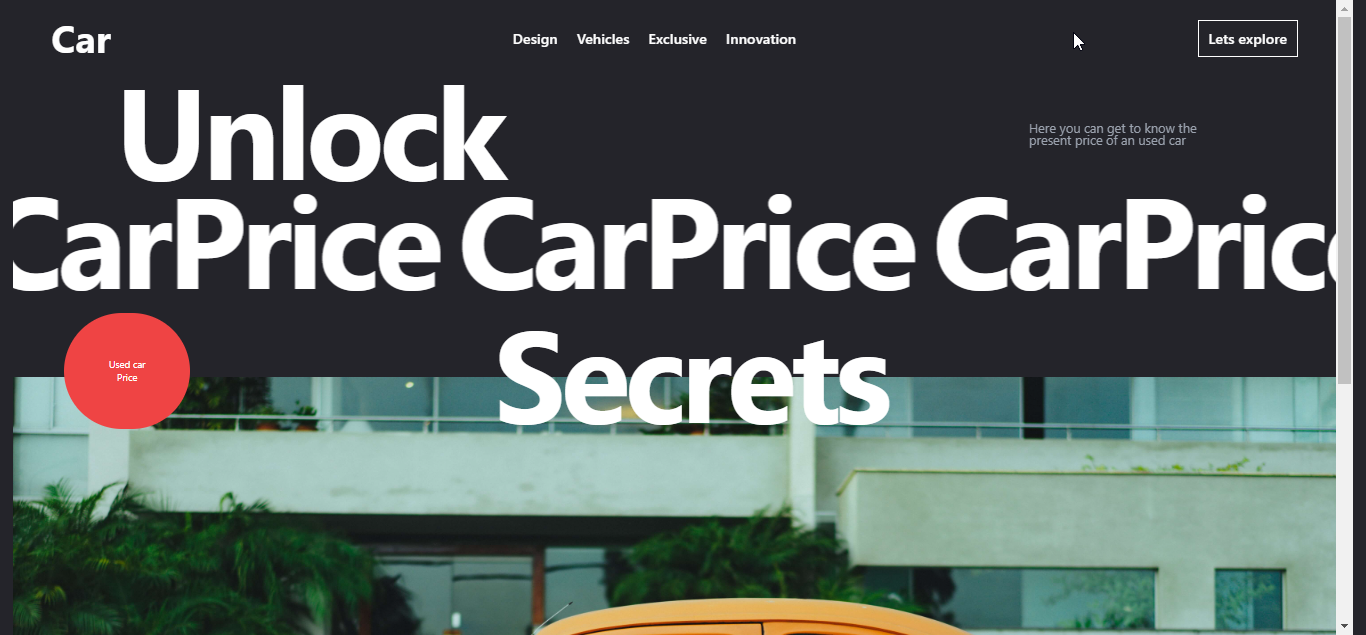 Car
Design Vehicles Exclusive Innovation
Lets explore
Unlock
Here you can get to know the
present price of an used car
CarPrice CarPrice CarPrice
Secrets
Used car
Price